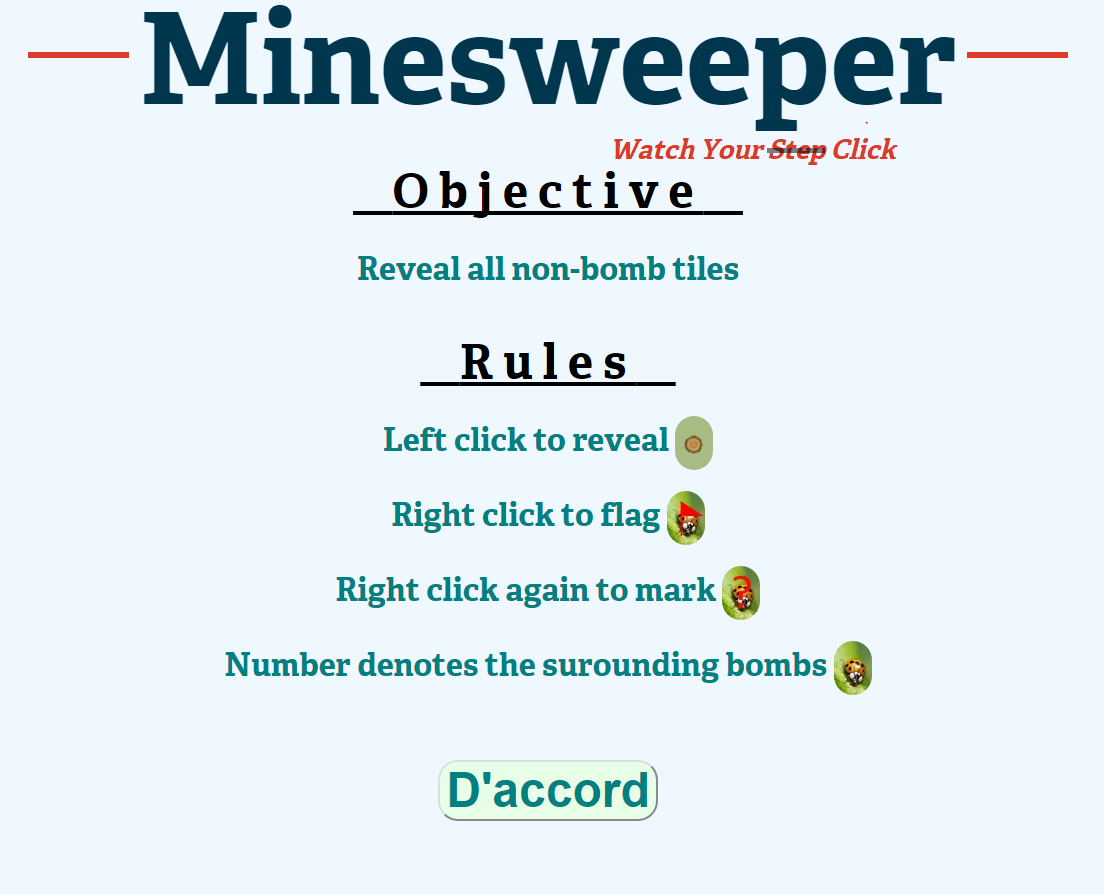 Minesweeper
Watch Your Step Click
Objective
Reveal all non-bomb tiles
Rules
Left click to reveal
Right click to flag
Right click again to mark ?
Number denotes the surounding bombs
D'accord